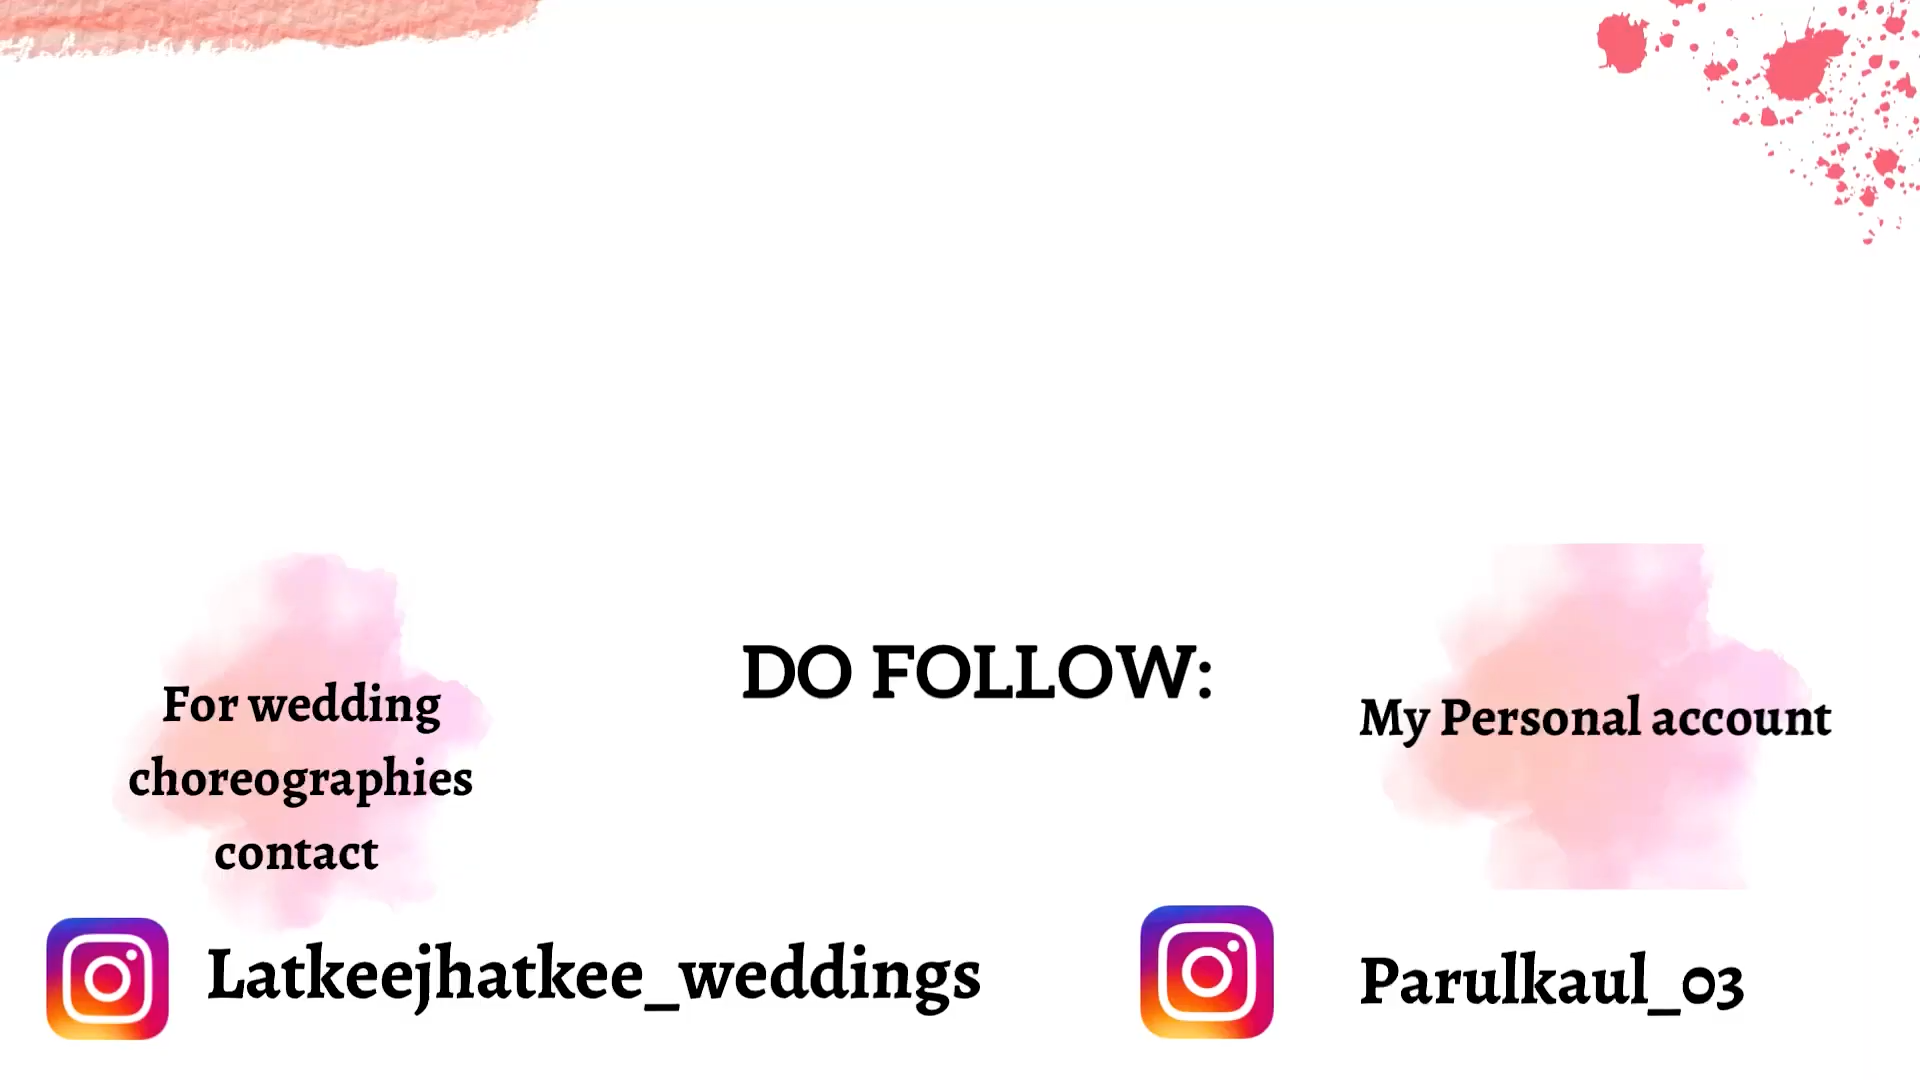 DO FOLLOW:
For wedding
choreographies
contact
Latkeejhatkee_weddings
My Personal account
Parulkaul_03